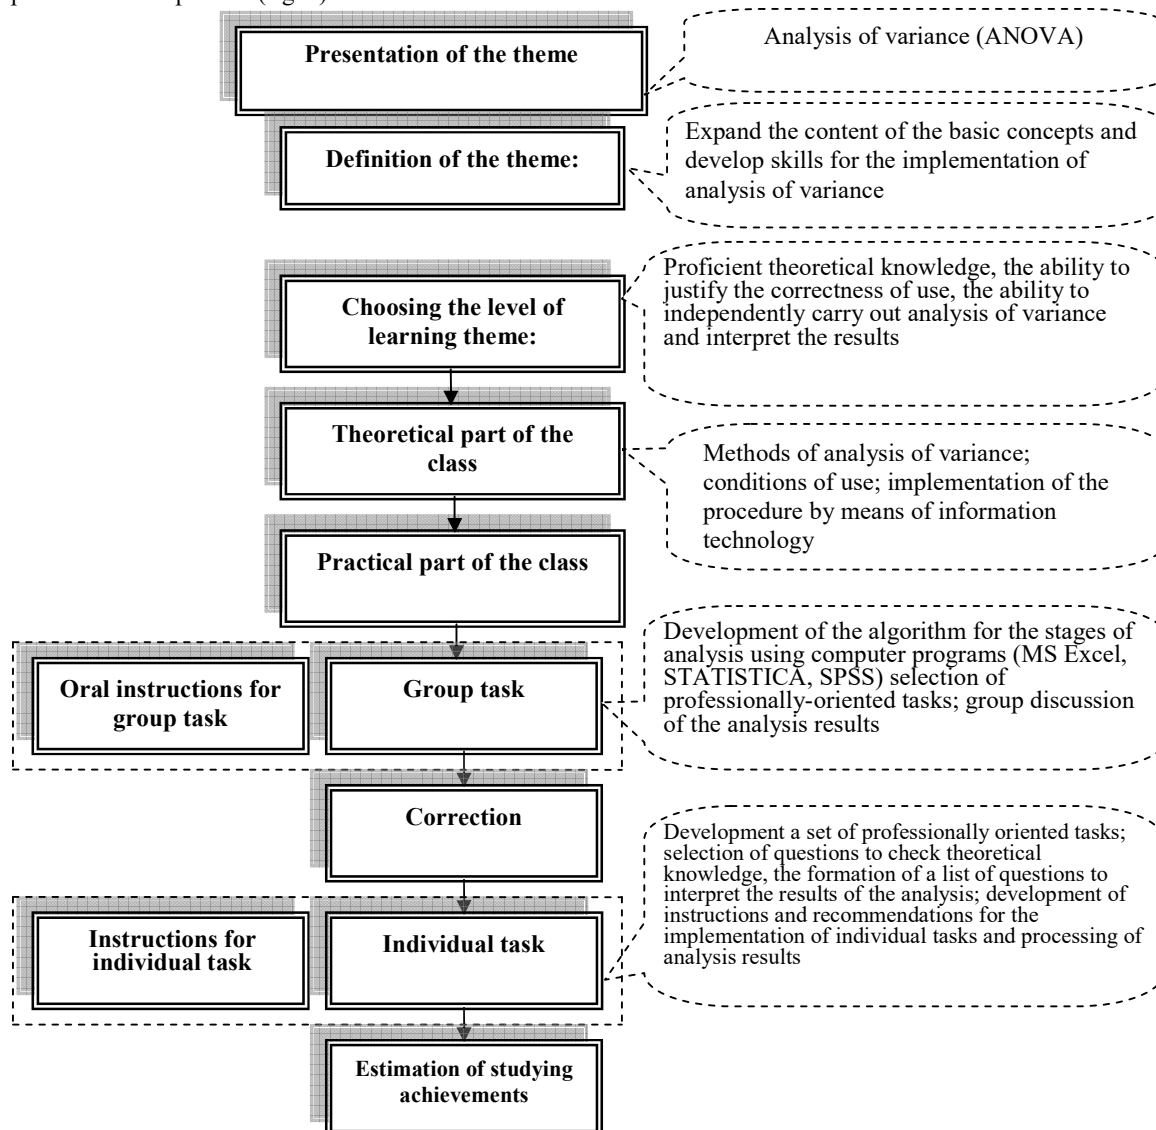 Presentation of the theme
Analysis of variance (ANOVA)
Definition of the theme:
Expand the content of the basic concepts and
develop skills for the implementation of
analysis of variance
Choosing the level of
learning theme:
Proficient theoretical knowledge, the ability to
justify the correctness of use, the ability to
independently carry out analysis of variance
and interpret the results
Theoretical part of the
class
Methods of analysis of variance;
conditions of use; implementation of the
procedure by means of information
technology
Practical part of the class
Oral instructions for
group task
Group task
Development of the algorithm for the stages of
analysis using computer programs (MS Excel,
STATISTICA, SPSS) selection of
professionally-oriented tasks; group discussion
of the analysis results
Correction
Instructions for
individual task
Individual task
Development a set of professionally oriented tasks;
selection of questions to check theoretical
knowledge, the formation of a list of questions to
interpret the results of the analysis; development of
instructions and recommendations for the
implementation of individual tasks and processing of
analysis results
Estimation of studying
achievements